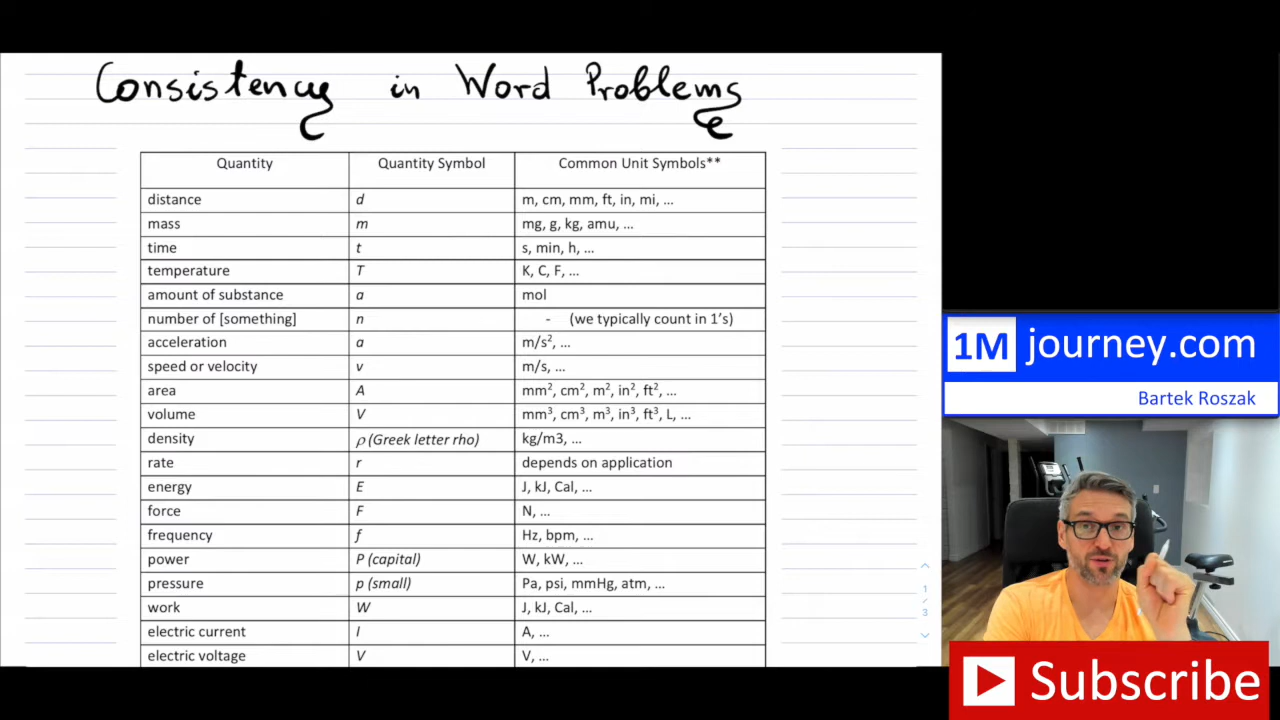 Consistency in Word Problems
Quantity Quantity Symbol Common Unit Symbols**
distance d m, cm, mm, ft, in, mi, ...
mass m mg, g, kg, amu, ...
time t s, min, h, ...
temperature T K, C, F, ...
amount of substance a mol
number of [something] n - (we typically count in 1's)
acceleration a m/s², ...
speed or velocity v m/s, ...
area A mm², cm², m², in², ft², ...
volume V mm³, cm³, m³, in³, ft³, L, ...
density ρ (Greek letter rho) kg/m3, ...
rate r depends on application
energy E J, kJ, Cal, ...
force F N, ...
frequency f Hz, bpm, ...
power P (capital) W, kW, ...
pressure p (small) Pa, psi, mmHg, atm, ...
work W J, kJ, Cal, ...
electric current I A, ...
electric voltage V V, ...
1
/
3
1M journey.com
Bartek Roszak
Subscribe